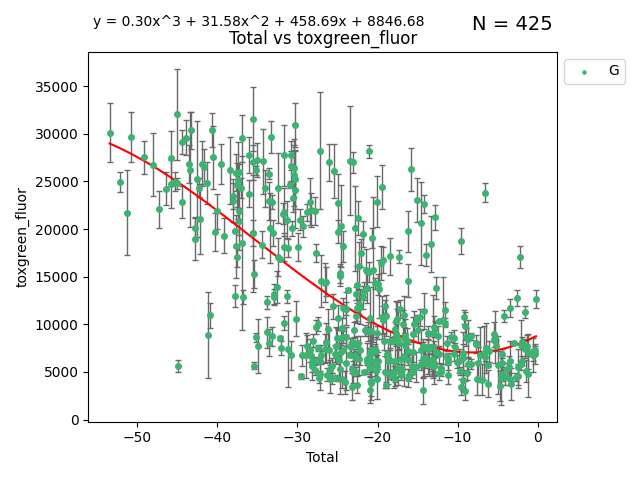 y = 0.30x^3 + 31.58x^2 + 458.69x + 8846.68
N = 425
Total vs toxgreen_fluor
G
toxgreen_fluor
35000
30000
25000
20000
15000
10000
5000
0
−50
−40
−30
−20
−10
0
Total